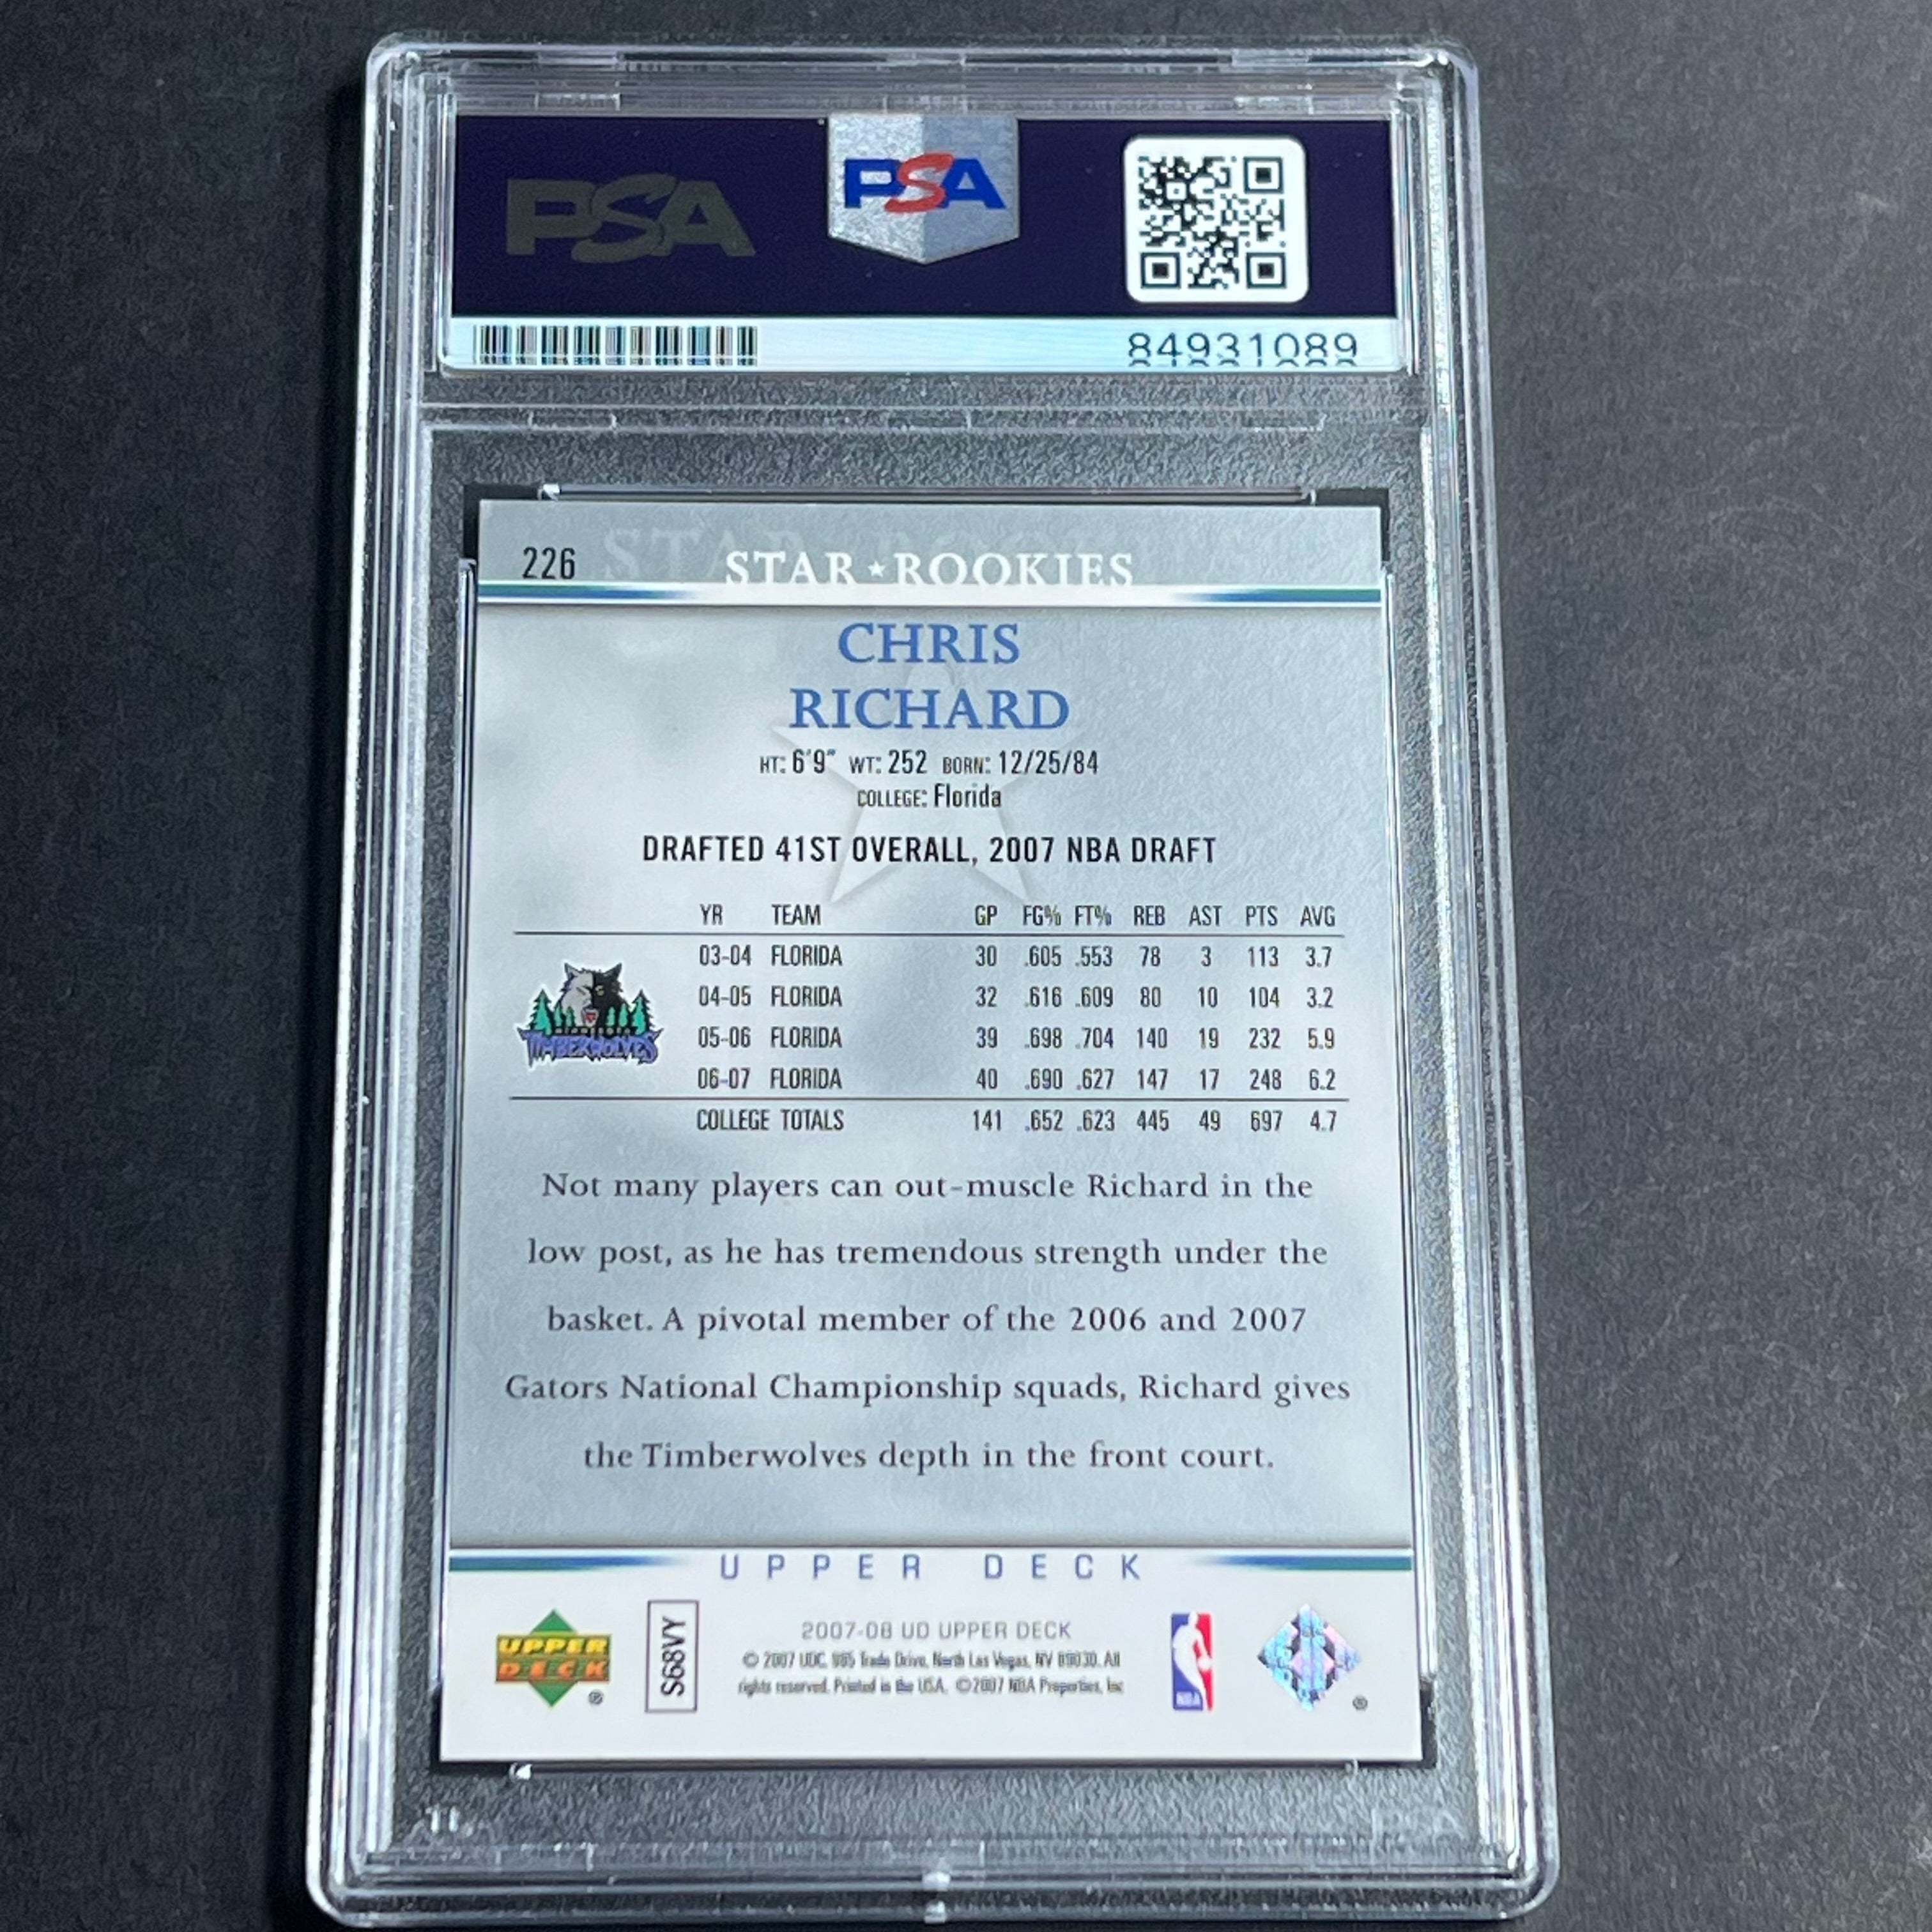 PSA
PSA
84931089
226
STAR ROOKIES
STAR★ROOKIES
CHRIS
RICHARD
HT: 6'9" WT: 252 BORN: 12/25/84
COLLEGE: Florida
DRAFTED 41ST OVERALL, 2007 NBA DRAFT
YR TEAM GP FG% FT% REB AST PTS AVG
03-04 FLORIDA 30 .605 .553 78 3 113 3.7
04-05 FLORIDA 32 .616 .609 80 10 104 3.2
05-06 FLORIDA 39 .698 .704 140 19 232 5.9
06-07 FLORIDA 40 .690 .627 147 17 248 6.2
COLLEGE TOTALS 141 .652 .623 445 49 697 4.7
MINNESOTA
TIMBERWOLVES
Not many players can out-muscle Richard in the
low post, as he has tremendous strength under the
basket. A pivotal member of the 2006 and 2007
Gators National Championship squads, Richard gives
the Timberwolves depth in the front court.
UPPER DECK
UPPER
DECK
®
S68VY
2007-08 UD UPPER DECK
© 2007 UDC, 985 Trade Drive, North Las Vegas, NV 89030. All
rights reserved. Printed in the USA. ©2007 NBA Properties, Inc
NBA
®